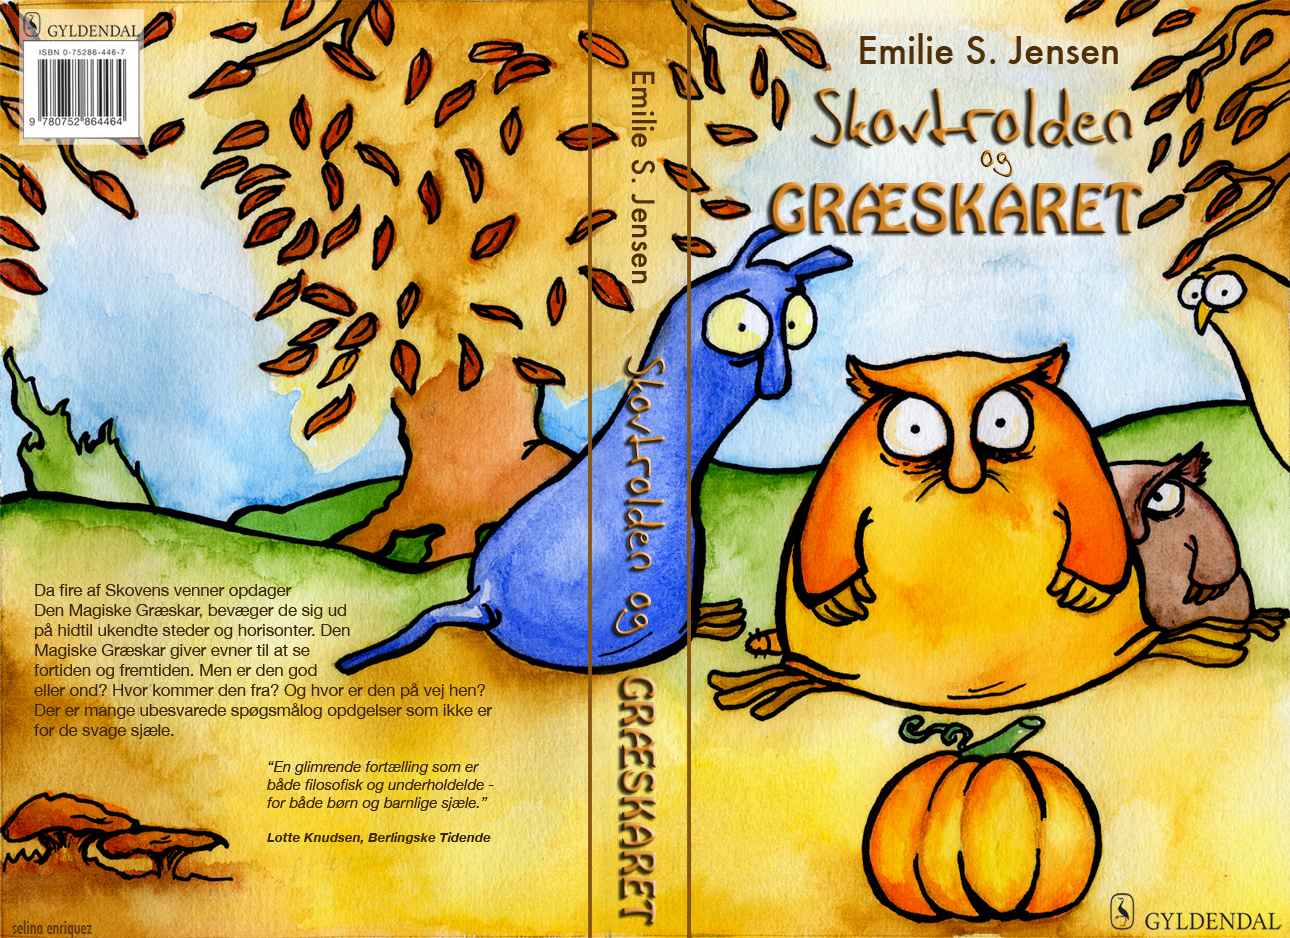 GYLDENDAL
ISBN 0-75286-446-7
9 780752 864464
Da fire af Skovens venner opdager
Den Magiske Græskar, bevæger de sig ud
på hidtil ukendte steder og horisonter. Den
Magiske Græskar giver evner til at se
fortiden og fremtiden. Men er den god
eller ond? Hvor kommer den fra? Og hvor er den på vej hen?
Der er mange ubesvarede spøgsmålog opdgelser som ikke er
for de svage sjæle.
“En glimrende fortælling som er
både filosofisk og underholdelde -
for både børn og barnlige sjæle.”
Lotte Knudsen, Berlingske Tidende
selina enriquez
Emilie S. Jensen
Skovtrolden og GRÆSKARET
Emilie S. Jensen
Skovtrolden
og
GRÆSKARET
GYLDENDAL